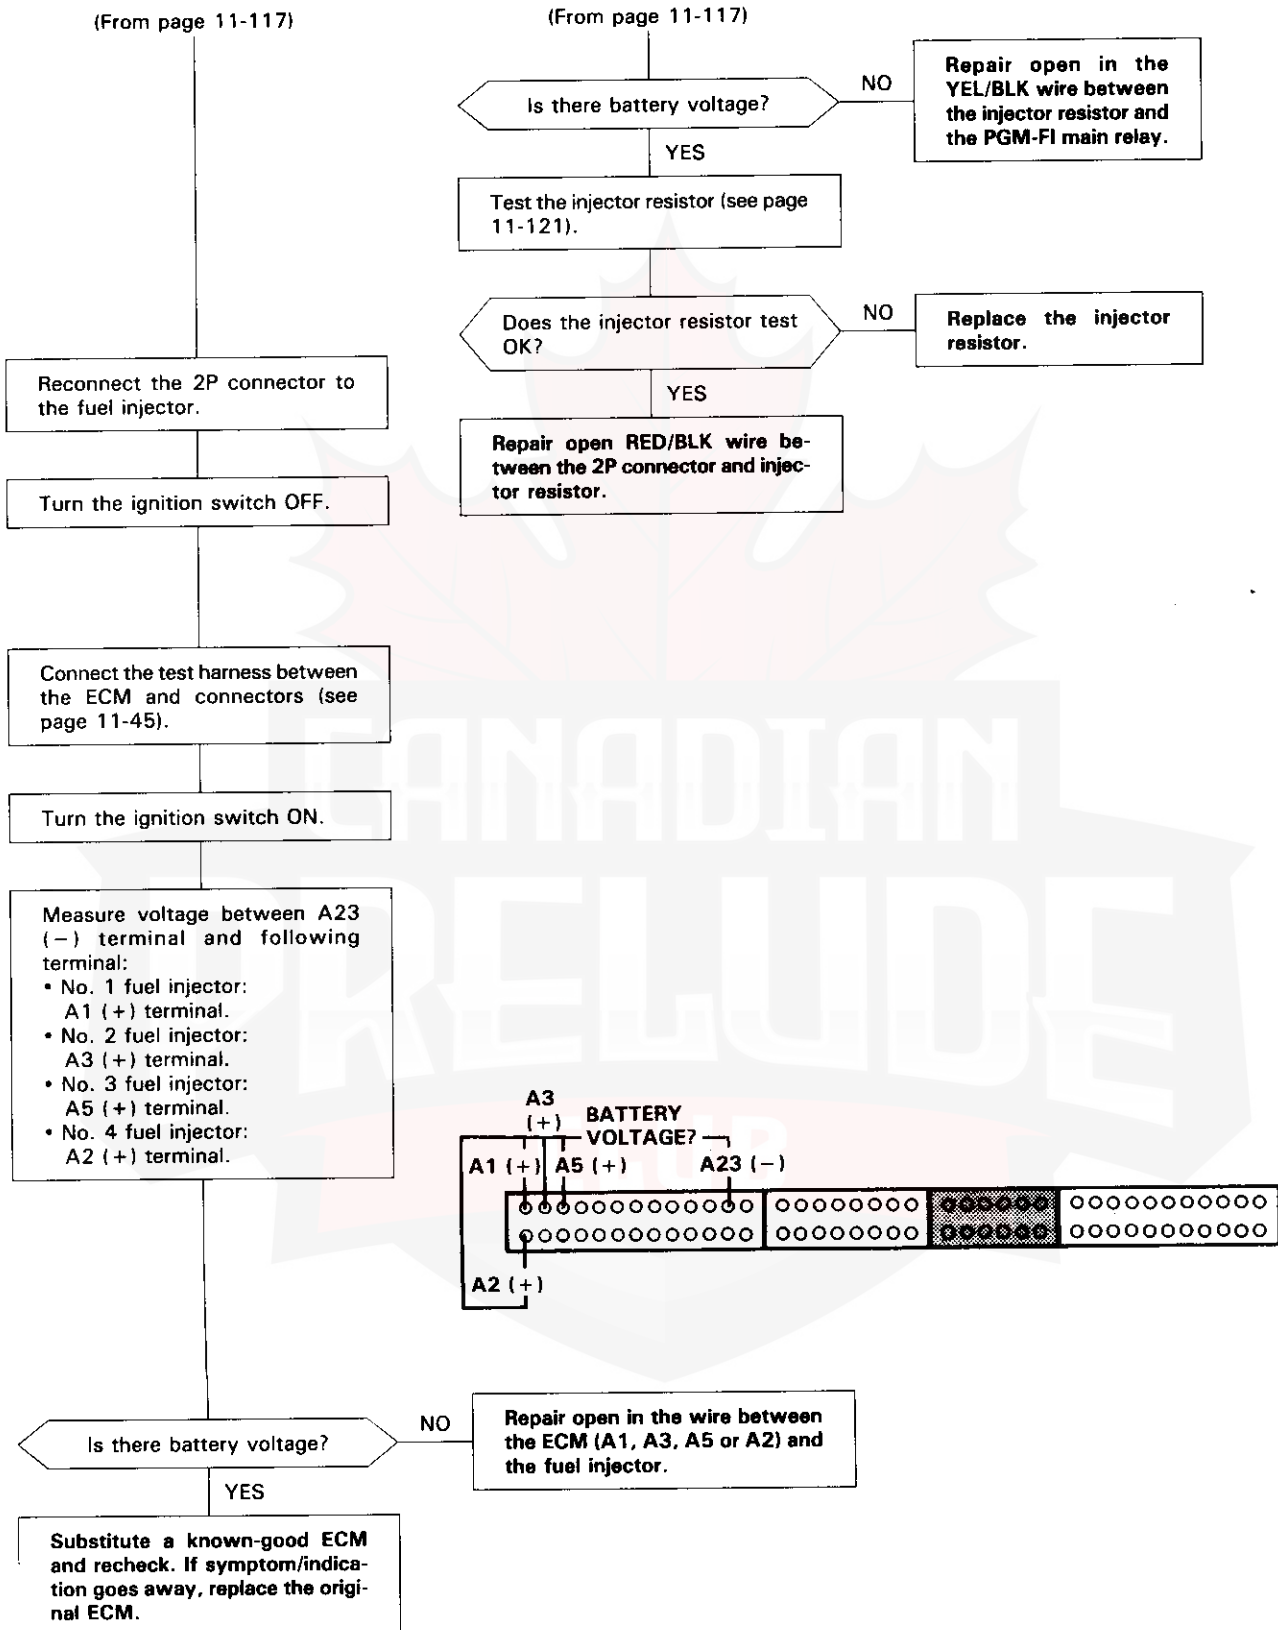 (From page 11-117)
Reconnect the 2P connector to
the fuel injector.
Turn the ignition switch OFF.
Connect the test harness between
the ECM and connectors (see
page 11-45).
Turn the ignition switch ON.
Measure voltage between A23
(−) terminal and following
terminal:
• No. 1 fuel injector:
A1 (+) terminal.
• No. 2 fuel injector:
A3 (+) terminal.
• No. 3 fuel injector:
A5 (+) terminal.
• No. 4 fuel injector:
A2 (+) terminal.
Is there battery voltage?
NO
Repair open in the wire between
the ECM (A1, A3, A5 or A2) and
the fuel injector.
YES
Substitute a known-good ECM
and recheck. If symptom/indica-
tion goes away, replace the origi-
nal ECM.
(From page 11-117)
Is there battery voltage?
NO
Repair open in the
YEL/BLK wire between
the injector resistor and
the PGM-FI main relay.
YES
Test the injector resistor (see page
11-121).
Does the injector resistor test
OK?
NO
Replace the injector
resistor.
YES
Repair open RED/BLK wire be-
tween the 2P connector and injec-
tor resistor.
A3
(+)
BATTERY
VOLTAGE?
A1 (+)
A5 (+)
A23 (−)
A2 (+)
CANADIAN
PRELUDE
CLUB